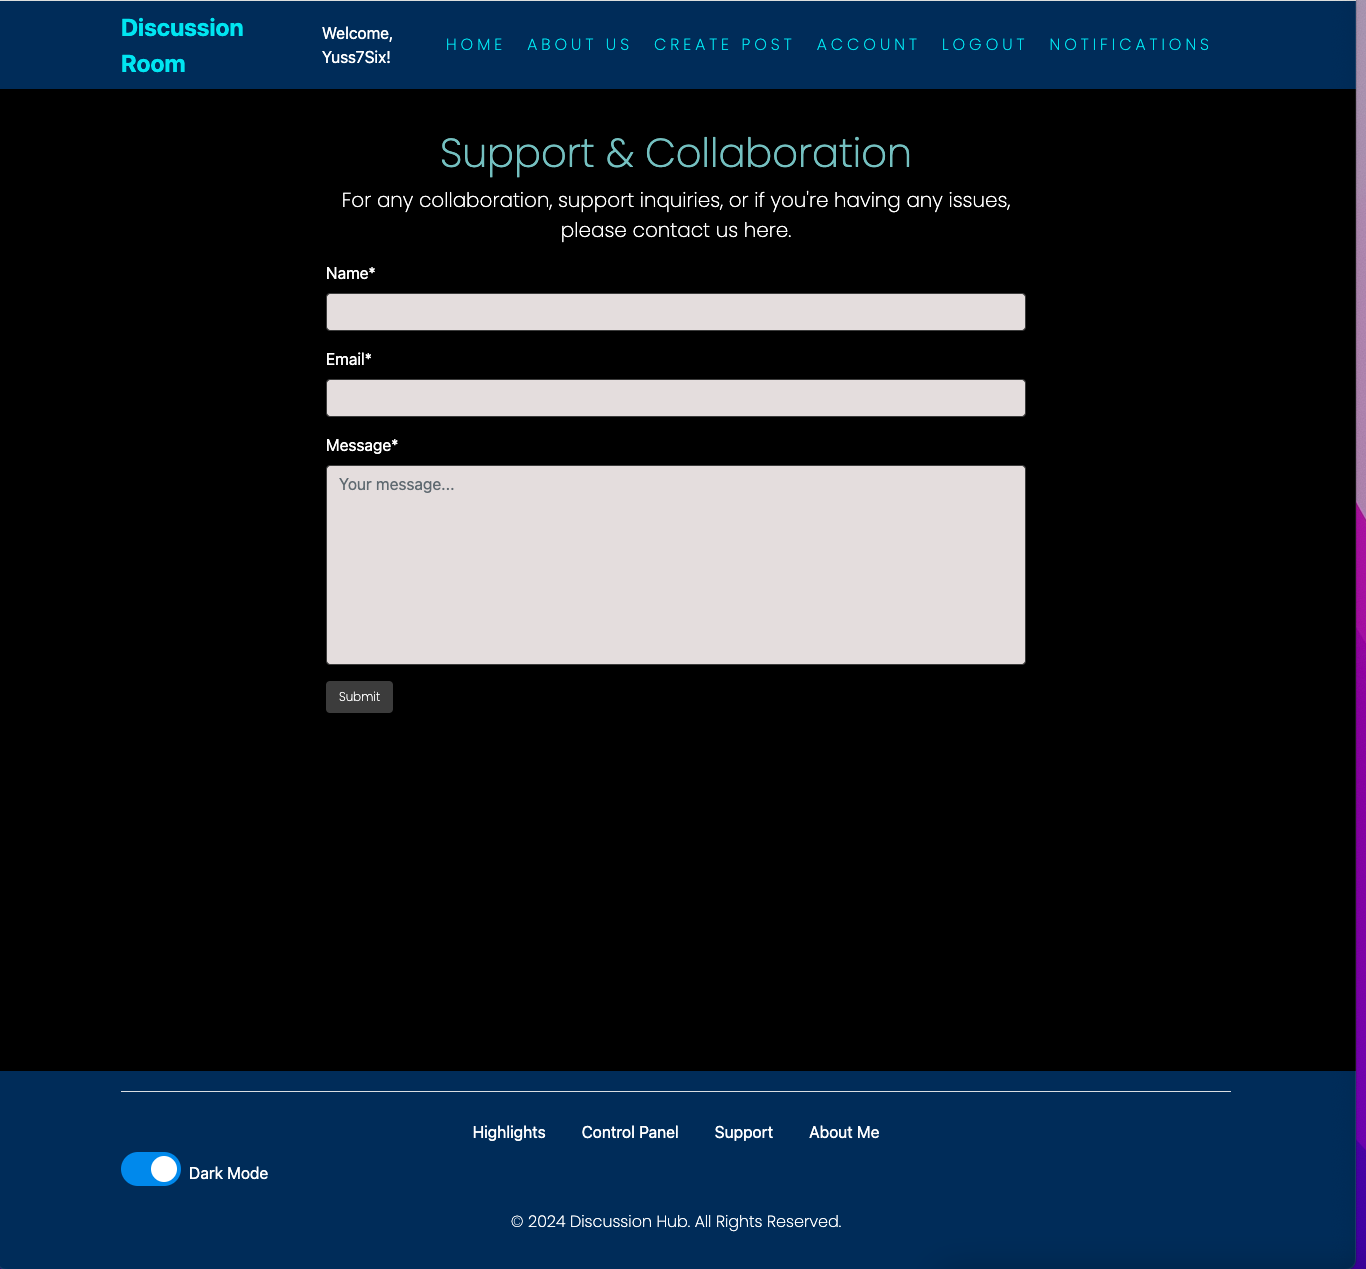 Discussion
Room
Welcome,
Yuss7Six!
HOME ABOUT US CREATE POST ACCOUNT LOGOUT NOTIFICATIONS
Support & Collaboration
For any collaboration, support inquiries, or if you're having any issues,
please contact us here.
Name*
Email*
Message*
Your message...
Submit
Highlights Control Panel Support About Me
Dark Mode
© 2024 Discussion Hub. All Rights Reserved.